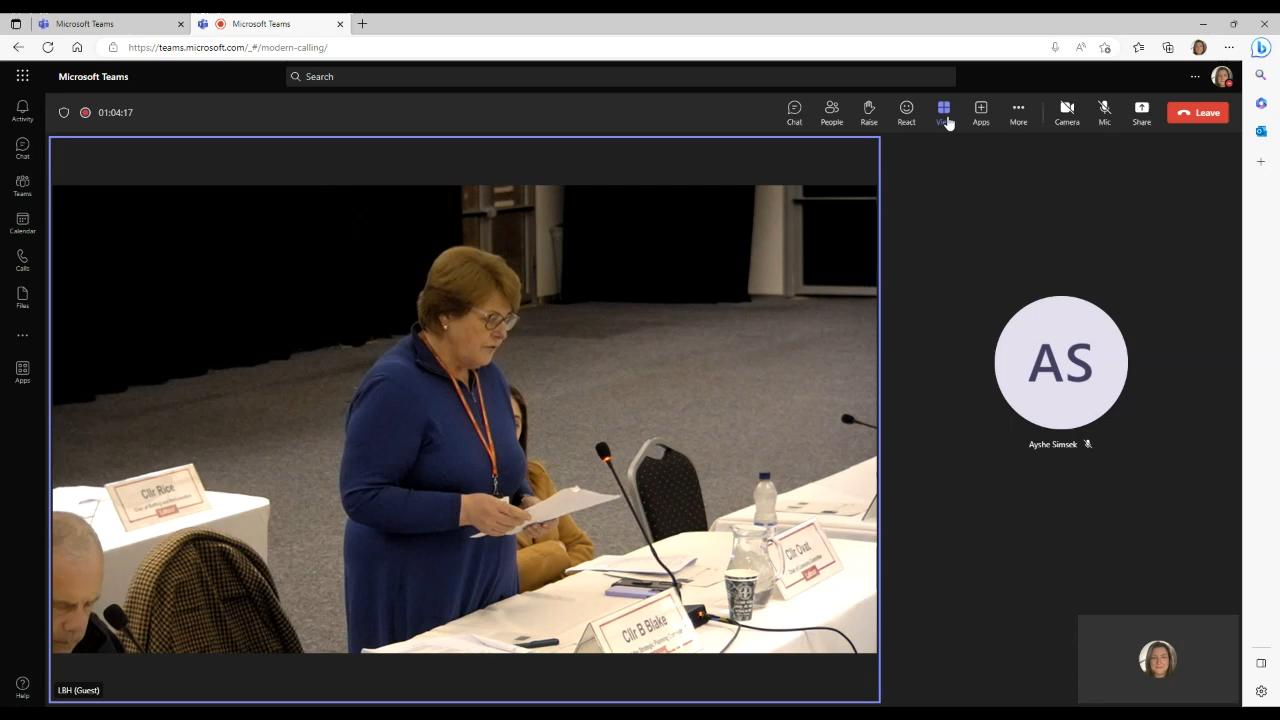 Microsoft Teams
Microsoft Teams
https://teams.microsoft.com/_#/modern-calling/
Microsoft Teams
Search
01:04:17
Chat
People
Raise
React
Apps
More
Camera
Mic
Share
Leave
Activity
Chat
Teams
Calendar
Calls
Files
Apps
Help
Cllr Rice
Labour
Cllr Ovat
Cllr B Blake
LBH (Guest)
AS
Ayshe Simsek